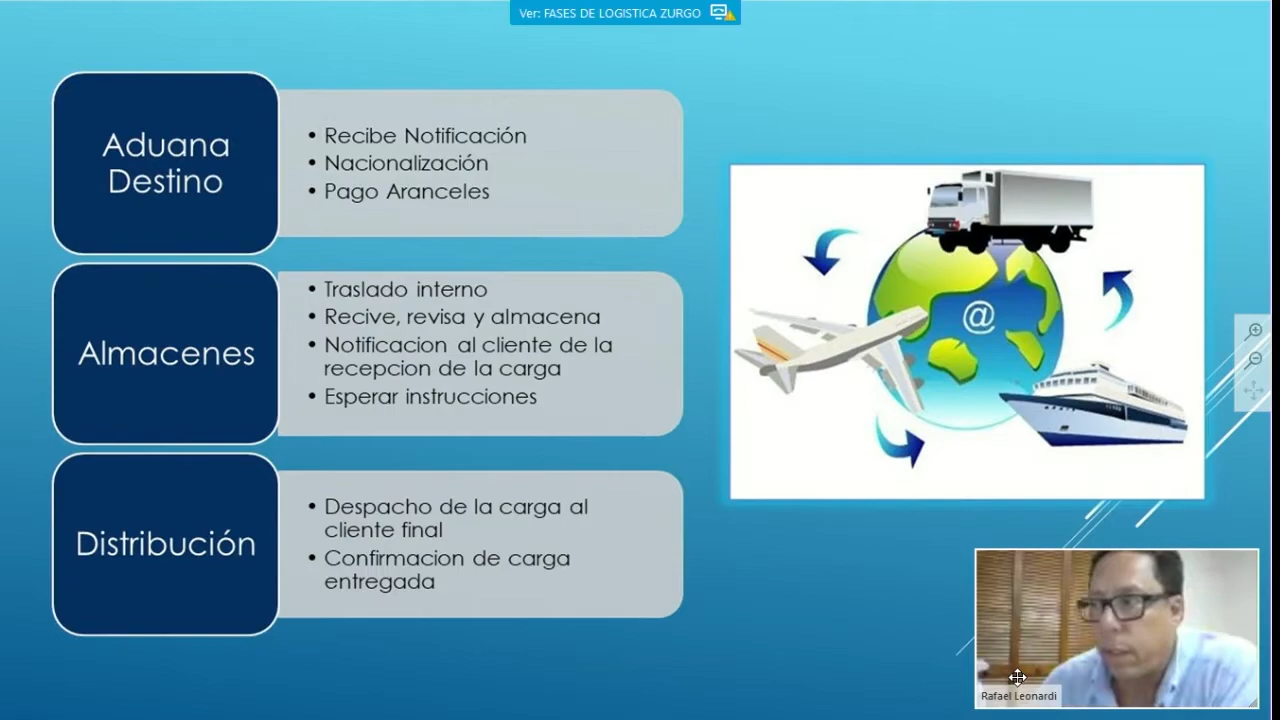 Ver: FASES DE LOGISTICA ZURGO
Aduana
Destino
• Recibe Notificación
• Nacionalización
• Pago Aranceles
Almacenes
• Traslado interno
• Recive, revisa y almacena
• Notificacion al cliente de la
recepcion de la carga
• Esperar instrucciones
Distribución
• Despacho de la carga al
cliente final
• Confirmacion de carga
entregada
@
Rafael Leonardi